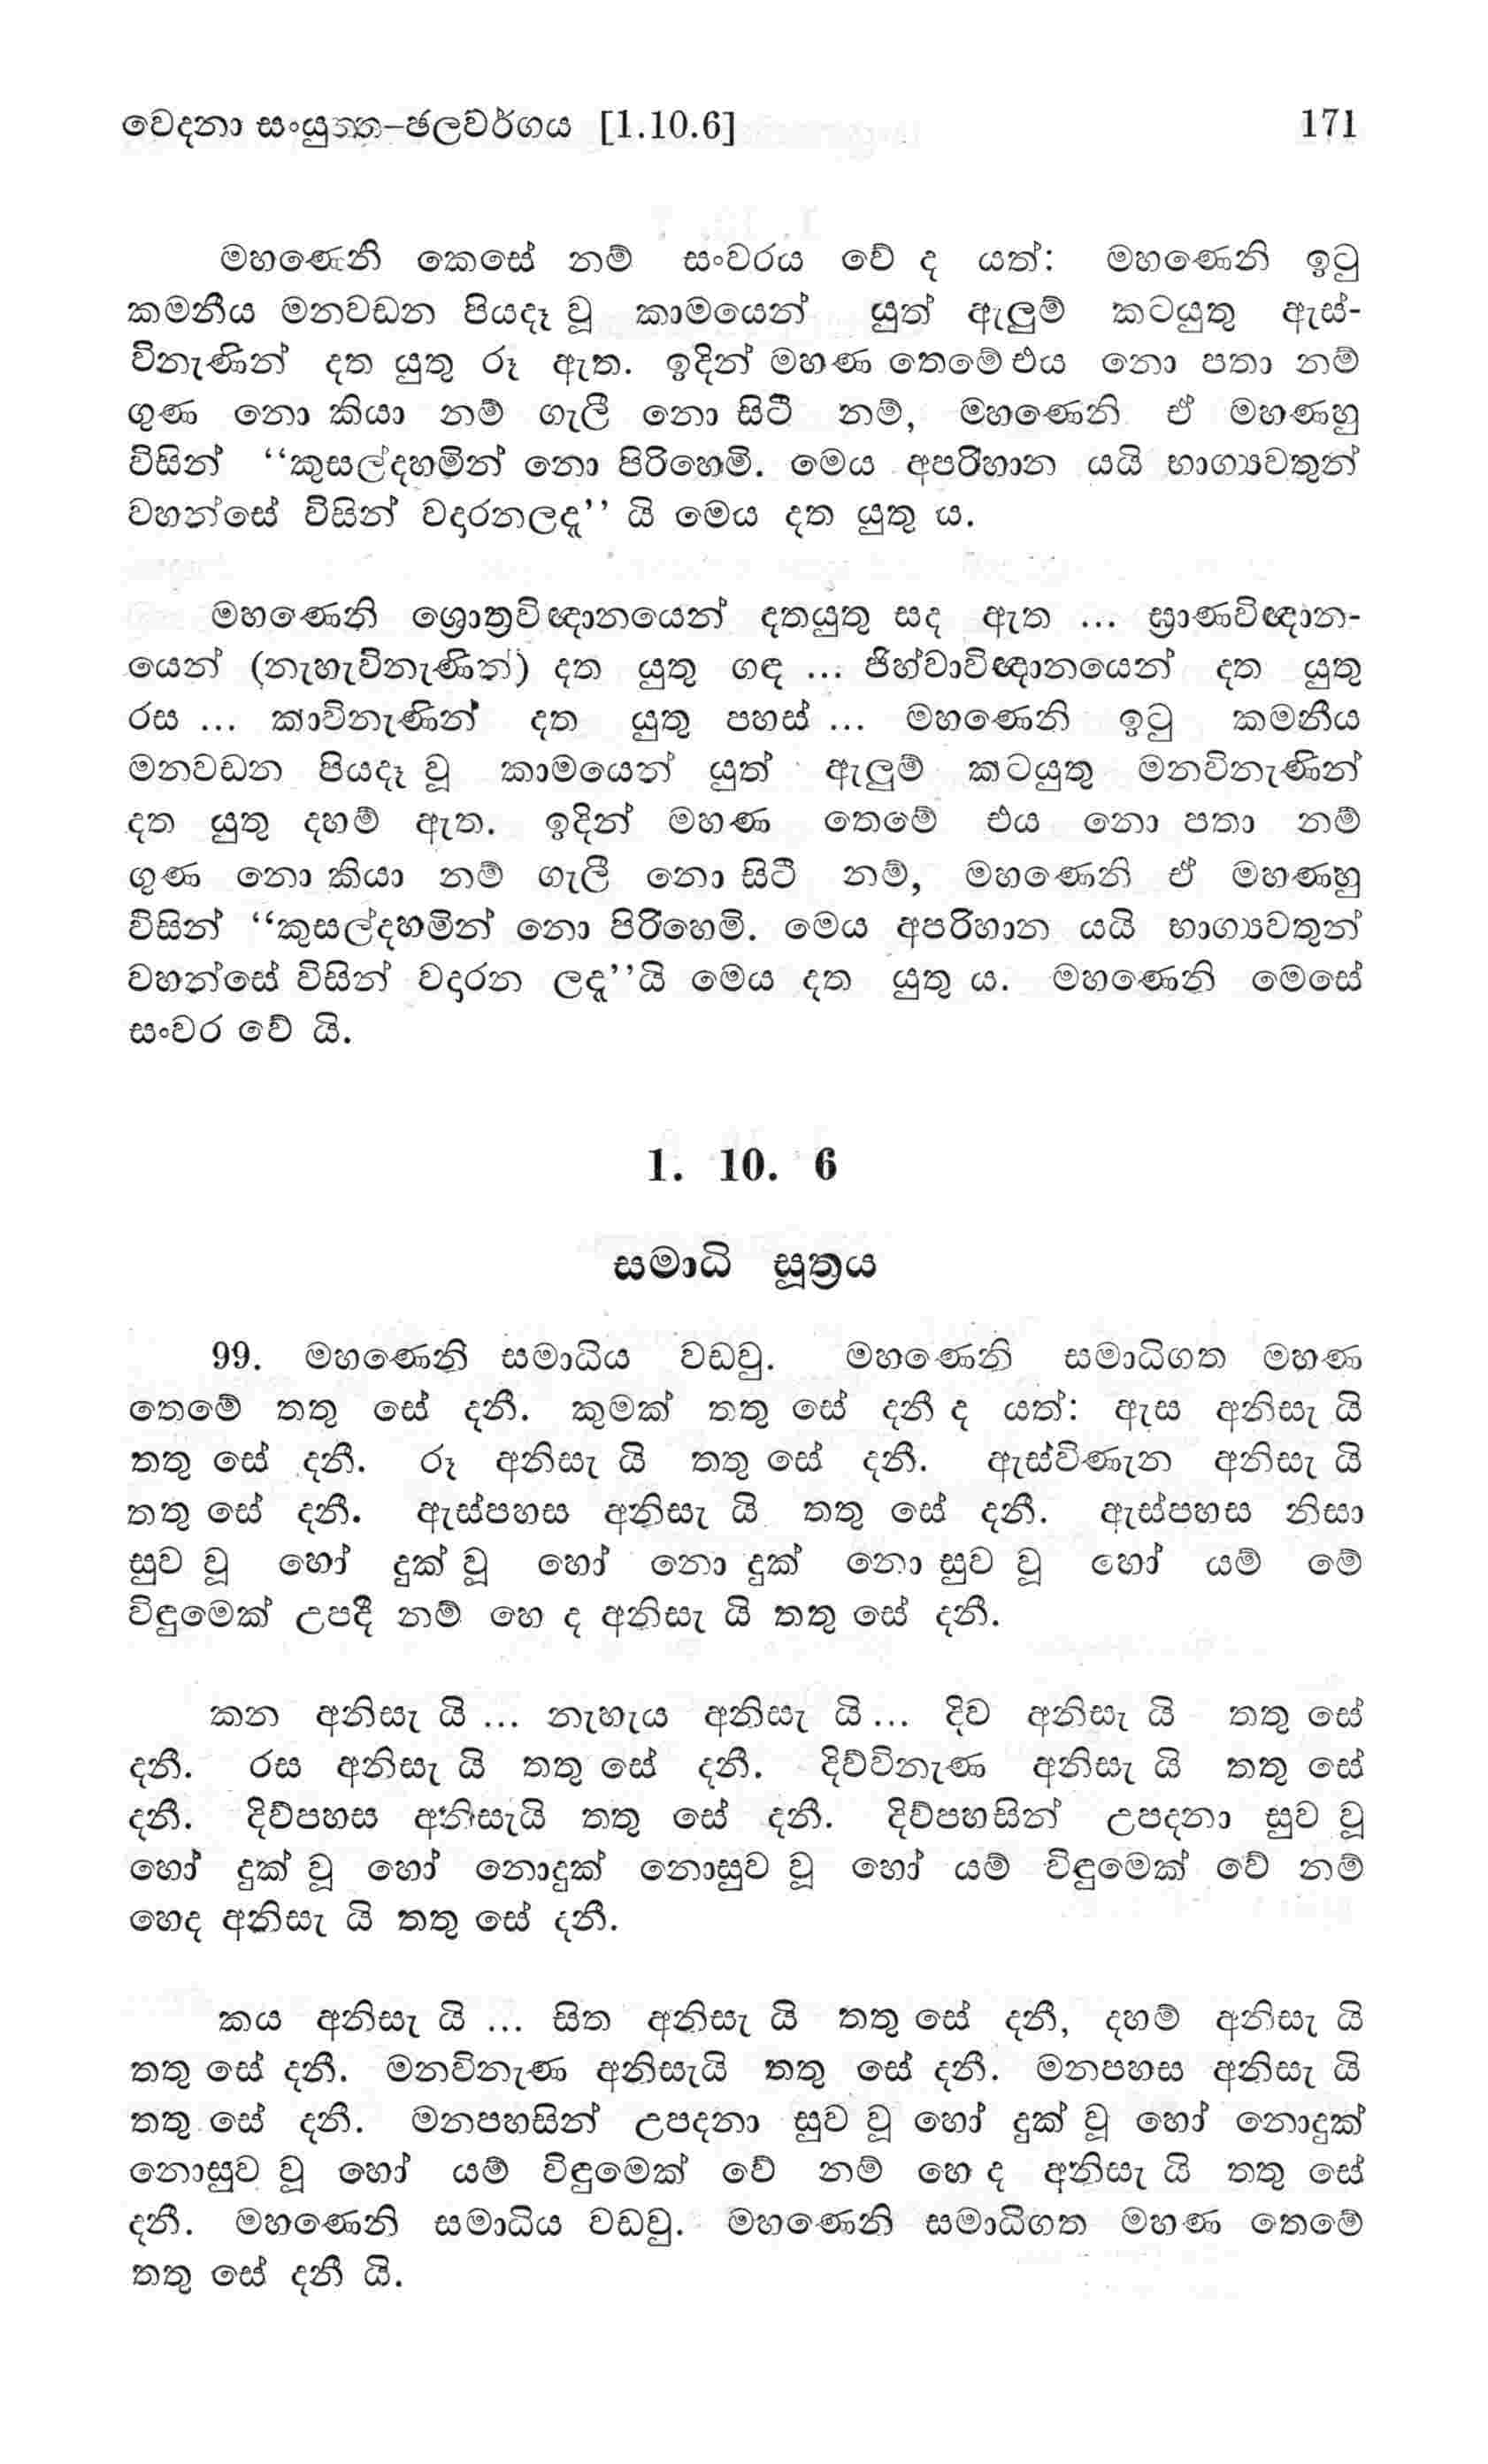 වෙදනා සංයුත්ත–ඡලවර්ගය [1.10.6] 171
මහණෙනි කෙසේ නම් සංවරය වේ ද යත්: මහණෙනි ඉටු
කමනීය මනවඩන පියදෑ වූ කාමයෙන් යුත් ඇලුම් කටයුතු ඇස්-
විනැණින් දත යුතු රූ ඇත. ඉදින් මහණ තෙමේ එය නො පතා නම්
ගුණ නො කියා නම් ගැලී නො සිටී නම්, මහණෙනි ඒ මහණහු
විසින් “කුසල්දහමින් නො පිරිහෙමි. මෙය අපරිහාන යයි භාග්‍යවතුන්
වහන්සේ විසින් වදාරනලදැ” යි මෙය දත යුතු ය.
මහණෙනි ශ්‍රොත්‍රවිඥානයෙන් දතයුතු සද ඇත ... ඝ්‍රාණවිඥාන-
යෙන් (නැහැවිනැණින්) දත යුතු ගඳ ... ජිහ්වාවිඥානයෙන් දත යුතු
රස ... කාවිනැණින් දත යුතු පහස් ... මහණෙනි ඉටු කමනීය
මනවඩන පියදෑ වූ කාමයෙන් යුත් ඇලුම් කටයුතු මනවිනැණින්
දත යුතු දහම් ඇත. ඉදින් මහණ තෙමේ එය නො පතා නම්
ගුණ නො කියා නම් ගැලී නො සිටී නම්, මහණෙනි ඒ මහණහු
විසින් “කුසල්දහමින් නො පිරිහෙමි. මෙය අපරිහාන යයි භාග්‍යවතුන්
වහන්සේ විසින් වදාරන ලදැ”යි මෙය දත යුතු ය. මහණෙනි මෙසේ
සංවර වේ යි.
1. 10. 6
සමාධි සූත්‍රය
99. මහණෙනි සමාධිය වඩවු. මහණෙනි සමාධිගත මහණ
තෙමේ තතු සේ දනී. කුමක් තතු සේ දනී ද යත්: ඇස අනිසැ යි
තතු සේ දනී. රූ අනිසැ යි තතු සේ දනී. ඇස්විණැන අනිසැ යි
තතු සේ දනී. ඇස්පහස අනිසැ යි තතු සේ දනී. ඇස්පහස නිසා
සුව වූ හෝ දුක් වූ හෝ නො දුක් නො සුව වූ හෝ යම් මේ
විඳුමෙක් උපදී නම් හෙ ද අනිසැ යි තතු සේ දනී.
කන අනිසැ යි ... නැහැය අනිසැ යි ... දිව අනිසැ යි තතු සේ
දනී. රස අනිසැ යි තතු සේ දනී. දිව්විනැණ අනිසැ යි තතු සේ
දනී. දිව්පහස අනිසැයි තතු සේ දනී. දිව්පහසින් උපදනා සුව වූ
හෝ දුක් වූ හෝ නොදුක් නොසුව වූ හෝ යම් විඳුමෙක් වේ නම්
හෙද අනිසැ යි තතු සේ දනී.
කය අනිසැ යි ... සිත අනිසැ යි තතු සේ දනී, දහම් අනිසැ යි
තතු සේ දනී. මනවිනැණ අනිසැයි තතු සේ දනී. මනපහස අනිසැ යි
තතු සේ දනී. මනපහසින් උපදනා සුව වූ හෝ දුක් වූ හෝ නොදුක්
නොසුව වූ හෝ යම් විඳුමෙක් වේ නම් හෙ ද අනිසැ යි තතු සේ
දනී. මහණෙනි සමාධිය වඩවු. මහණෙනි සමාධිගත මහණ තෙමේ
තතු සේ දනී යි.